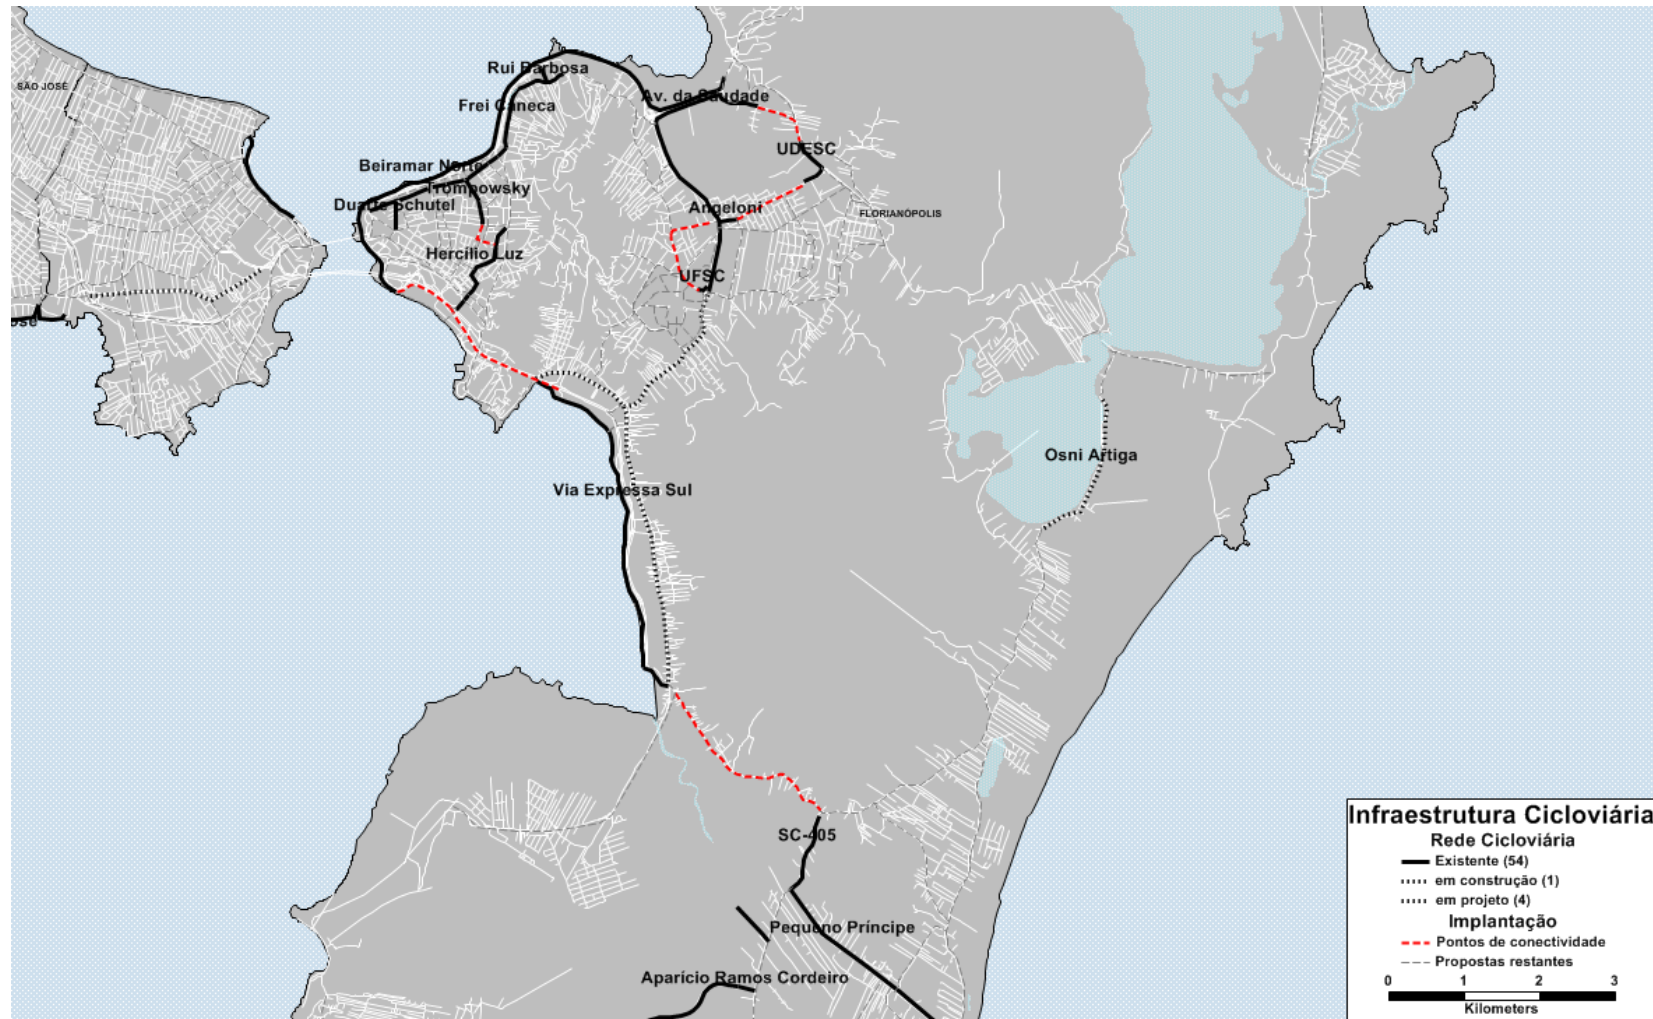 Rui Barbosa
SÃO JOSÉ
Av. da Saudade
Frei Caneca
UDESC
Beiramar Norte
Trompowsky
Duarte Schutel
Angeloni
FLORIANÓPOLIS
Hercílio Luz
UFSC
osé
Osni Artiga
Via Expressa Sul
SC-405
Pequeno Príncipe
Aparício Ramos Cordeiro
Infraestrutura Cicloviária
Rede Cicloviária
Existente (54)
em construção (1)
em projeto (4)
Implantação
Pontos de conectividade
Propostas restantes
0 1 2 3
Kilometers